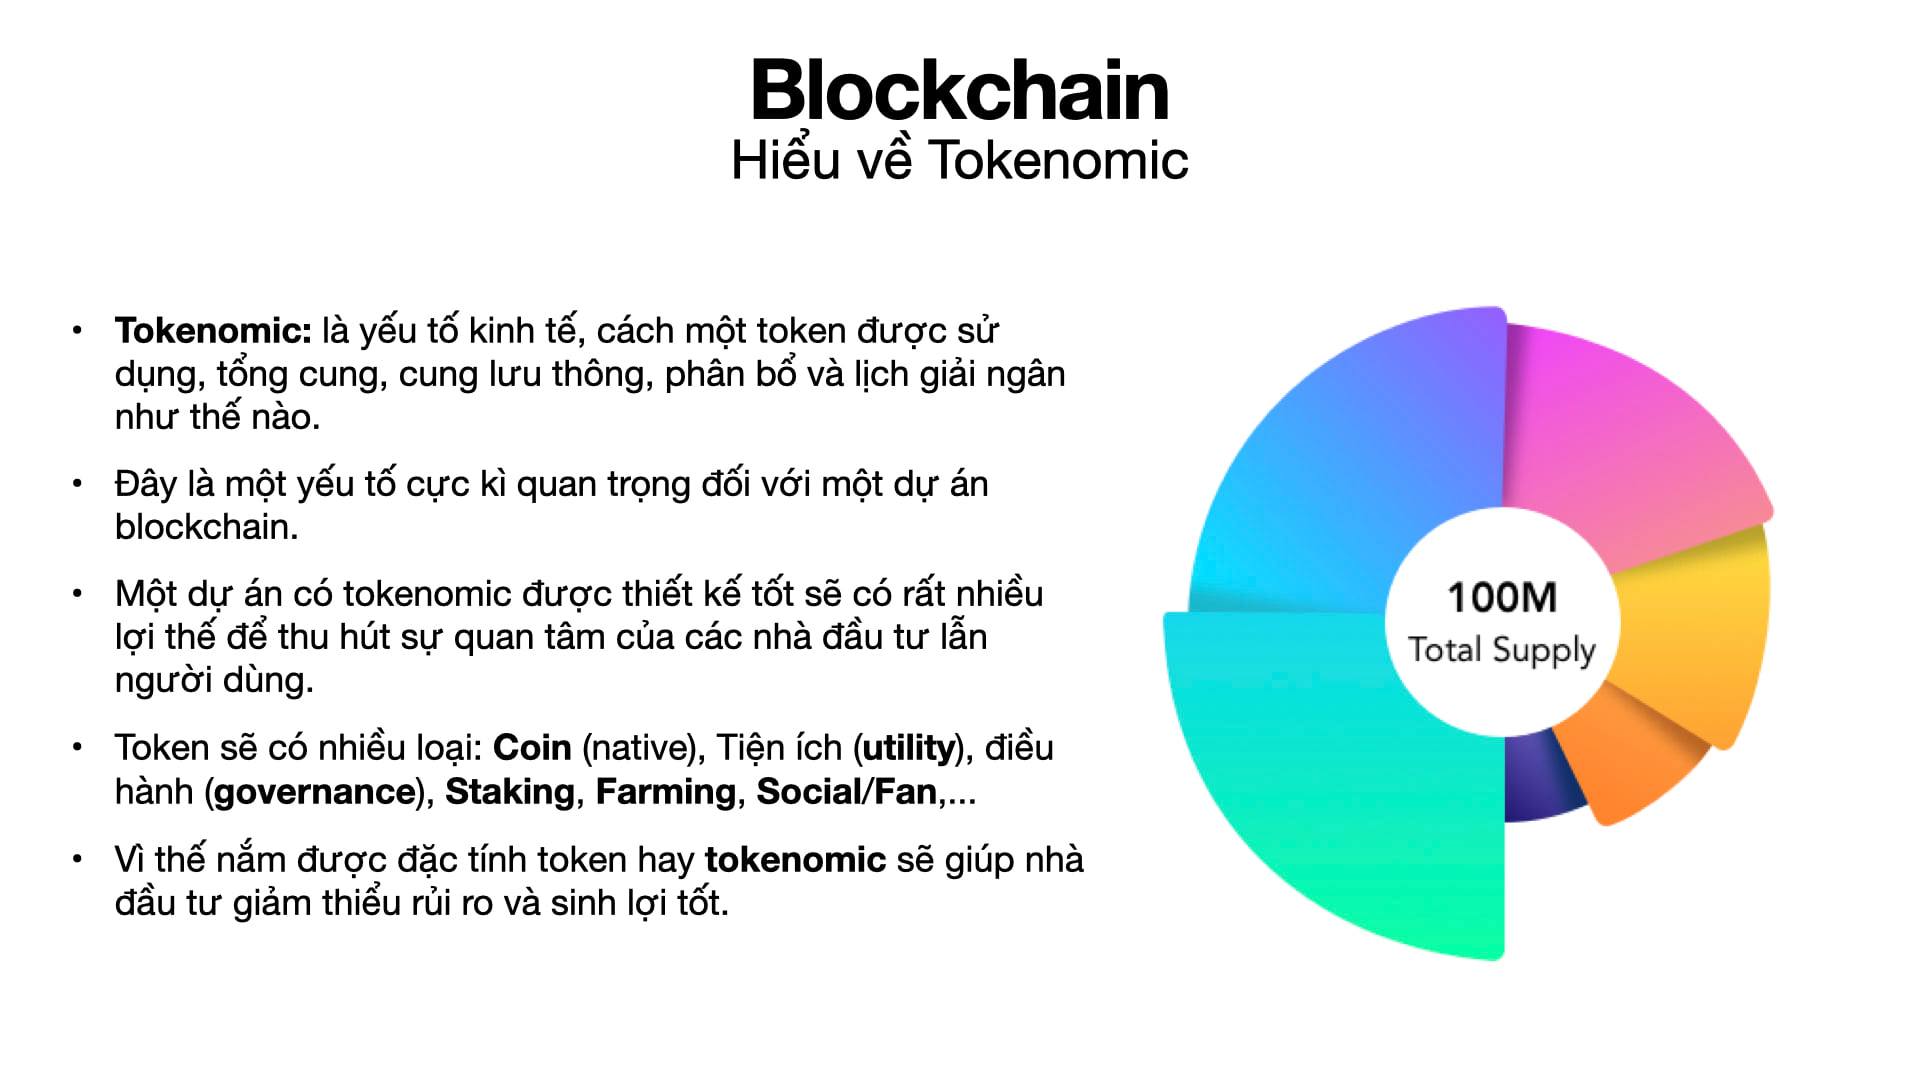 Blockchain
Hiểu về Tokenomic
• Tokenomic: là yếu tố kinh tế, cách một token được sử
dụng, tổng cung, cung lưu thông, phân bổ và lịch giải ngân
như thế nào.
• Đây là một yếu tố cực kì quan trọng đối với một dự án
blockchain.
• Một dự án có tokenomic được thiết kế tốt sẽ có rất nhiều
lợi thế để thu hút sự quan tâm của các nhà đầu tư lẫn
người dùng.
• Token sẽ có nhiều loại: Coin (native), Tiện ích (utility), điều
hành (governance), Staking, Farming, Social/Fan,...
• Vì thế nắm được đặc tính token hay tokenomic sẽ giúp nhà
đầu tư giảm thiểu rủi ro và sinh lợi tốt.
100M
Total Supply